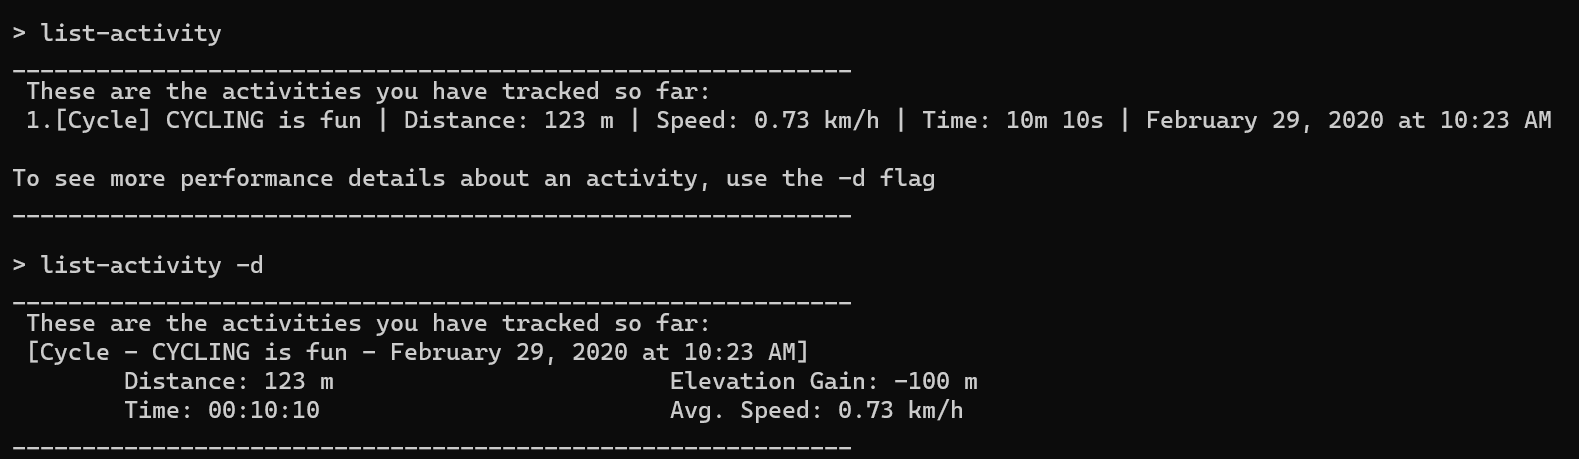 > list-activity
____________________________________________________________
These are the activities you have tracked so far:
1.[Cycle] CYCLING is fun | Distance: 123 m | Speed: 0.73 km/h | Time: 10m 10s | February 29, 2020 at 10:23 AM
To see more performance details about an activity, use the -d flag
____________________________________________________________
> list-activity -d
____________________________________________________________
These are the activities you have tracked so far:
[Cycle - CYCLING is fun - February 29, 2020 at 10:23 AM]
Distance: 123 m                        Elevation Gain: -100 m
Time: 00:10:10                         Avg. Speed: 0.73 km/h
____________________________________________________________